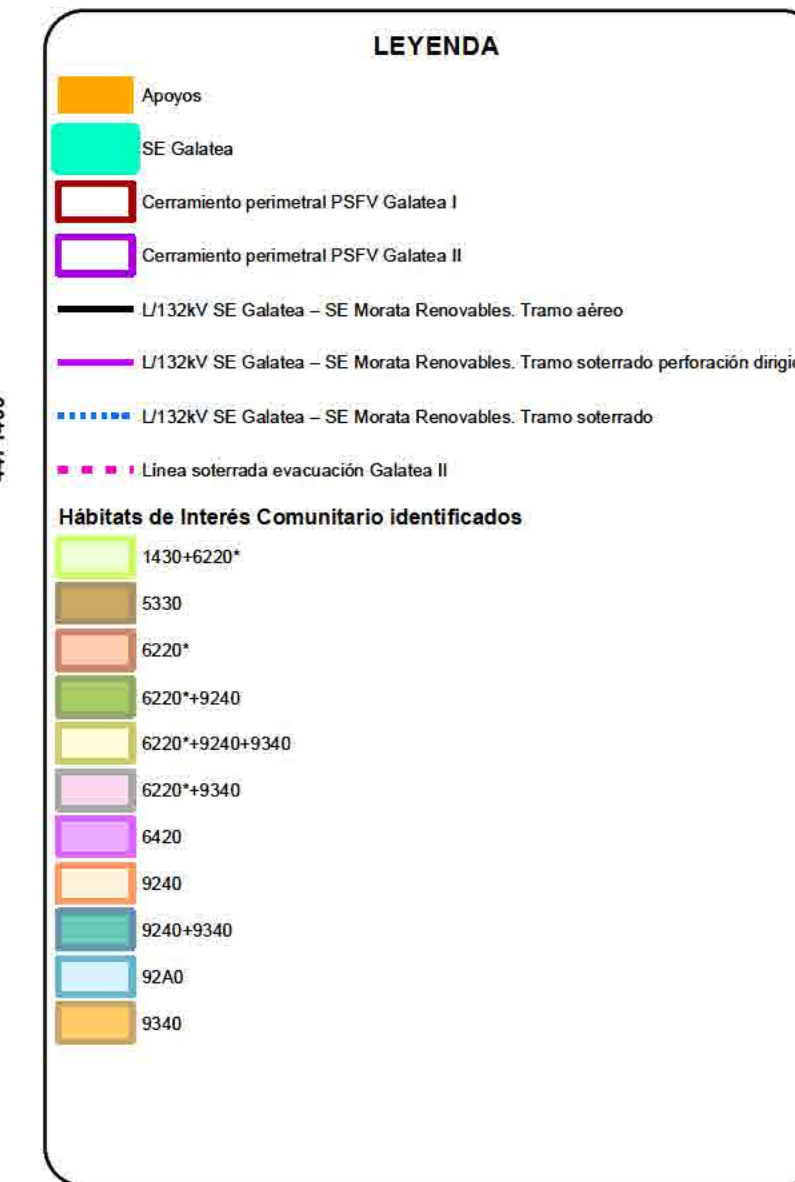 LEYENDA
Apoyos
SE Galatea
Cerramiento perimetral PSFV Galatea I
Cerramiento perimetral PSFV Galatea II
L/132kV SE Galatea – SE Morata Renovables. Tramo aéreo
L/132kV SE Galatea – SE Morata Renovables. Tramo soterrado perforación
L/132kV SE Galatea – SE Morata Renovables. Tramo soterrado
Línea soterrada evacuación Galatea II
Hábitats de Interés Comunitario identificados
1430+6220*
5330
6220*
6220*+9240
6220*+9240+9340
6220*+9340
6420
9240
9240+9340
92A0
9340